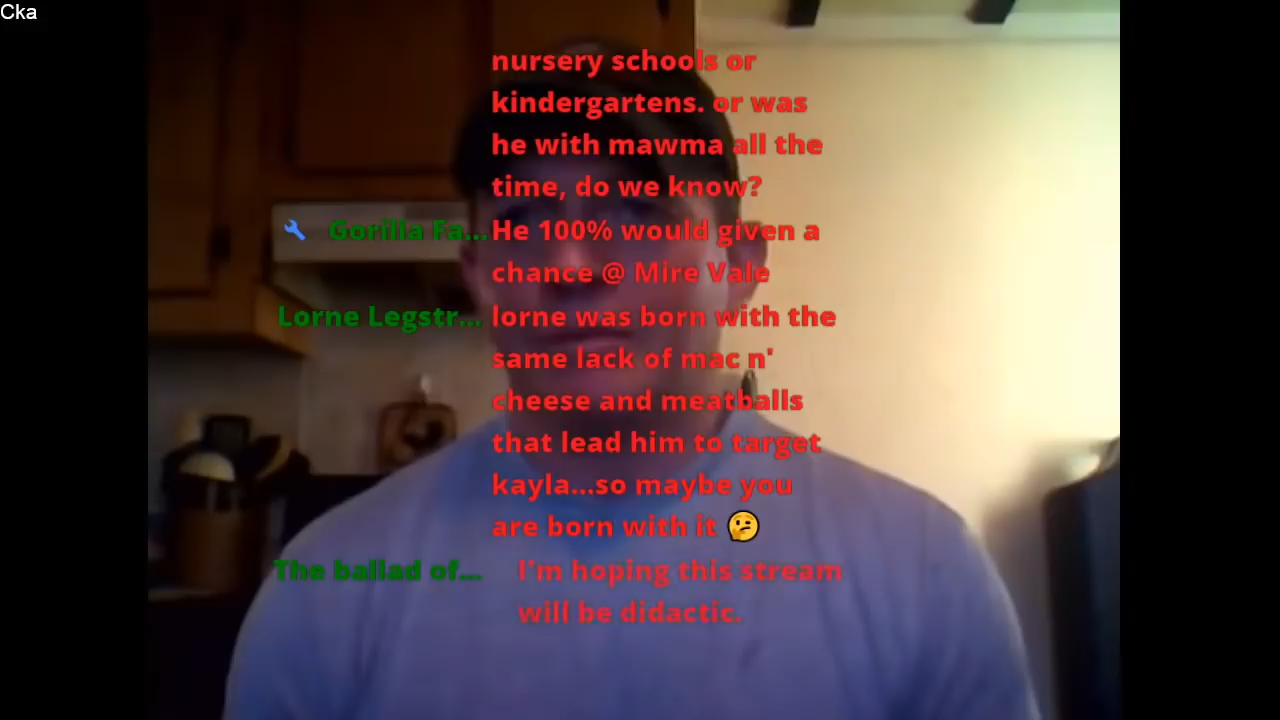 Cka
nursery schools or
kindergartens. or was
he with mawma all the
time, do we know?
Gorilla Fa... He 100% would given a
chance @ Mire Vale
Lorne Legstr... lorne was born with the
same lack of mac n'
cheese and meatballs
that lead him to target
kayla...so maybe you
are born with it 🤔
The ballad of... I'm hoping this stream
will be didactic.